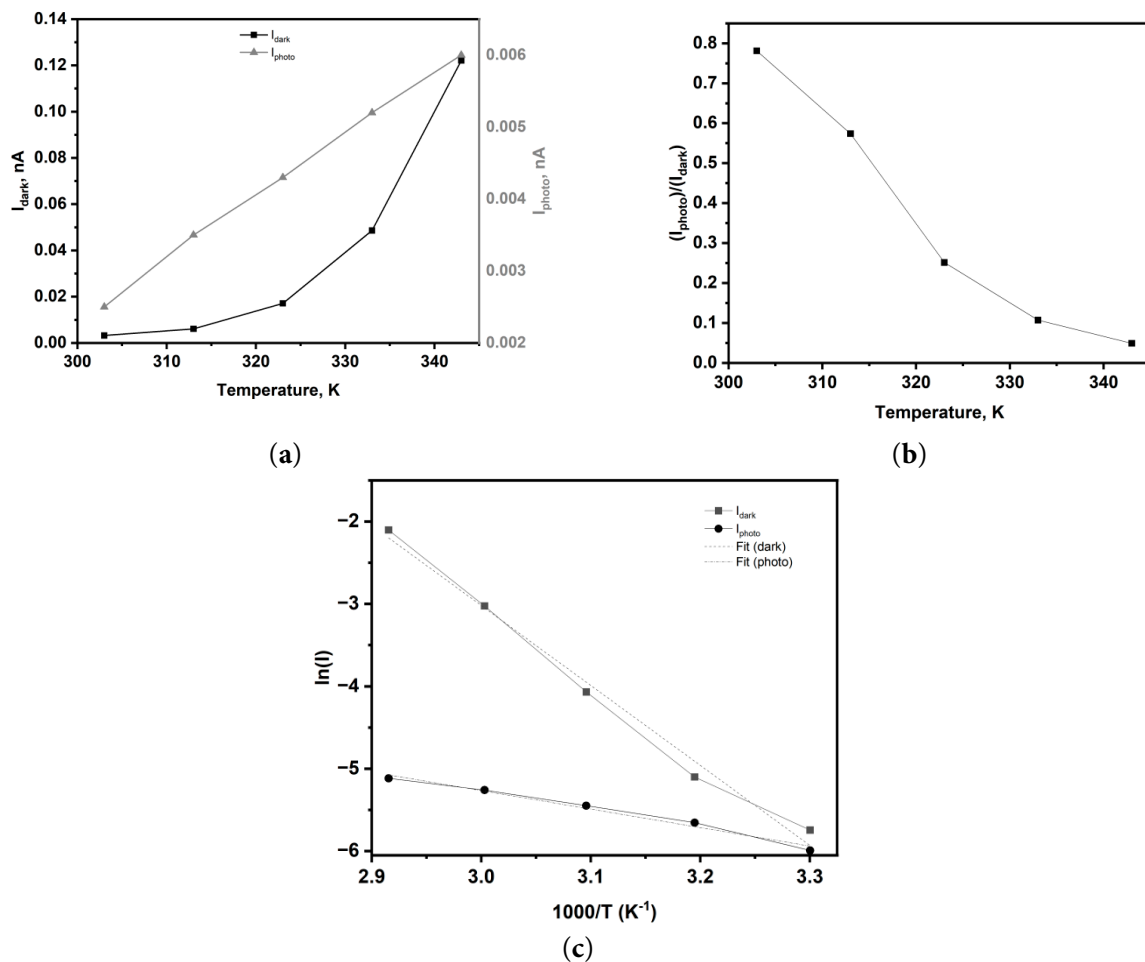 0.14
0.12
0.10
0.08
0.06
0.04
0.02
0.00
I_dark, nA
I_dark
I_photo
0.006
0.005
0.004
0.003
0.002
I_photo, nA
300 310 320 330 340
Temperature, K
(a)
0.8
0.7
0.6
0.5
0.4
0.3
0.2
0.1
0.0
(I_photo)/(I_dark)
300 310 320 330 340
Temperature, K
(b)
−2
−3
−4
−5
−6
ln(I)
I_dark
I_photo
Fit (dark)
Fit (photo)
2.9 3.0 3.1 3.2 3.3
1000/T (K⁻¹)
(c)